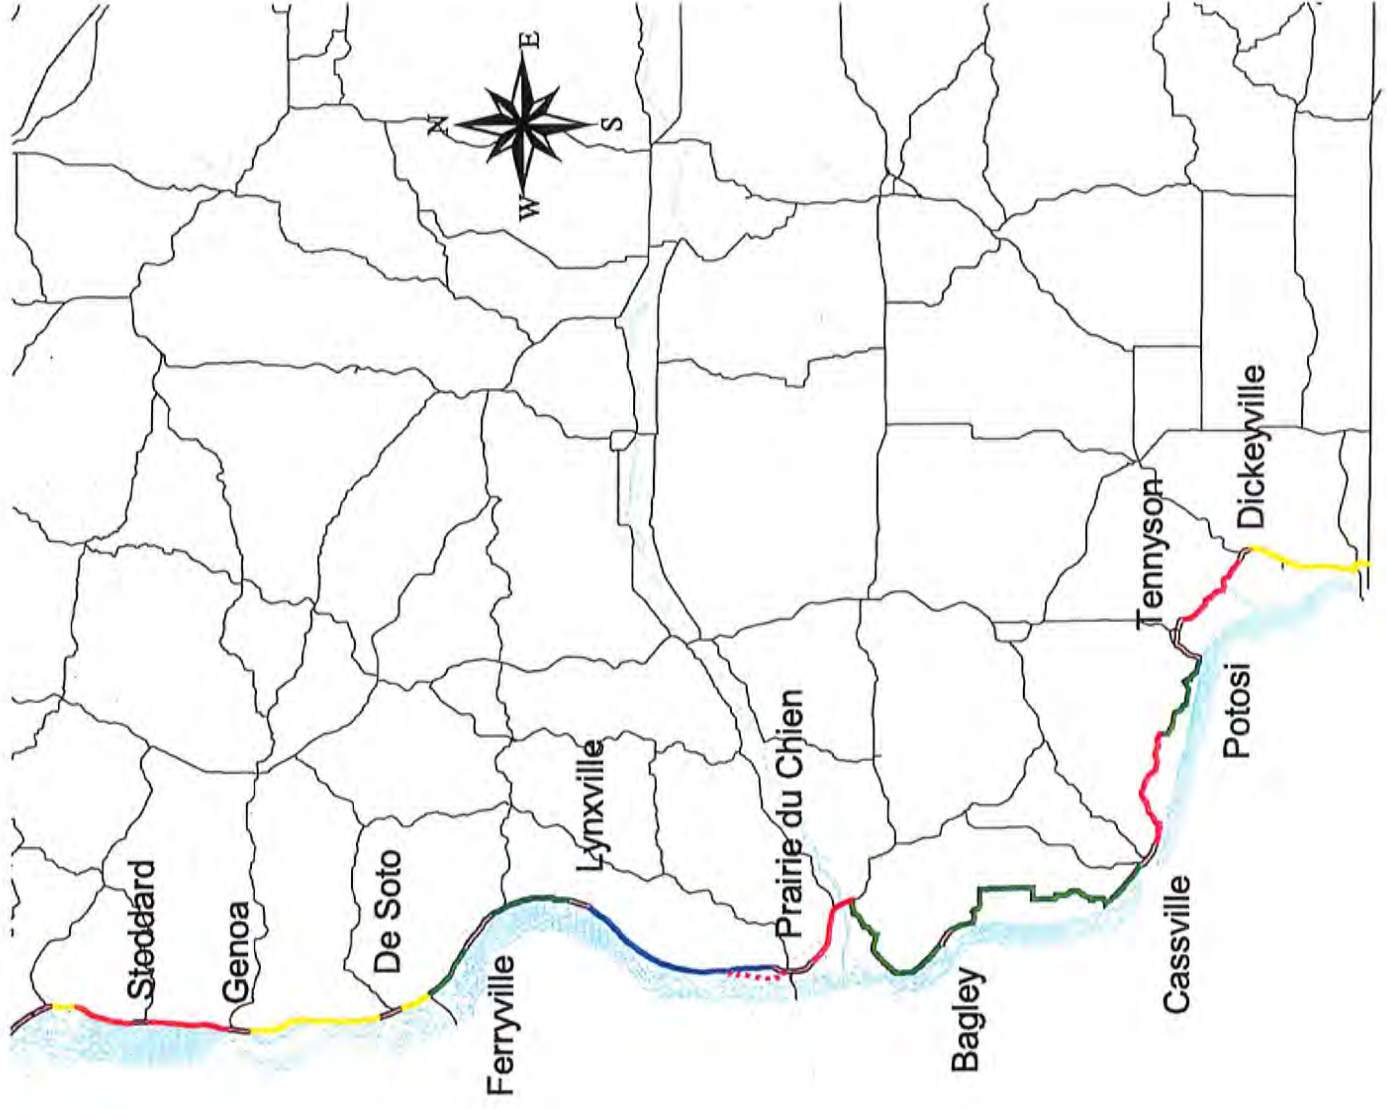 N
W
E
S
Stoddard
Genoa
De Soto
Ferryville
Lynxville
Prairie du Chien
Bagley
Cassville
Potosi
Tennyson
Dickeyville